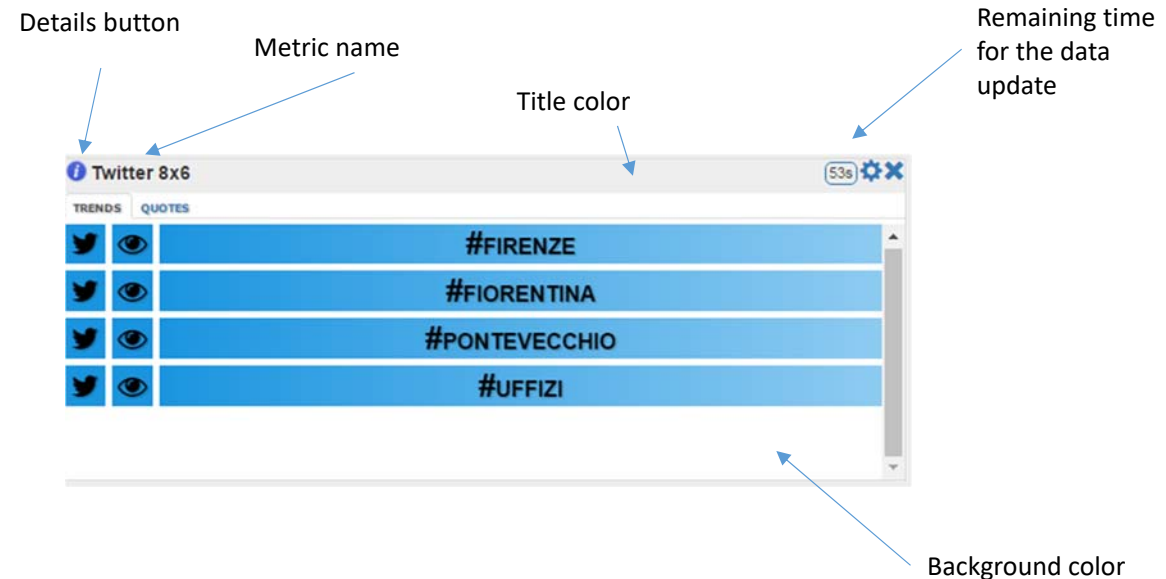 Details button
Metric name
Title color
Remaining time
for the data
update
i Twitter 8x6
53s
TRENDS QUOTES
#FIRENZE
#FIORENTINA
#PONTEVECCHIO
#UFFIZI
Background color